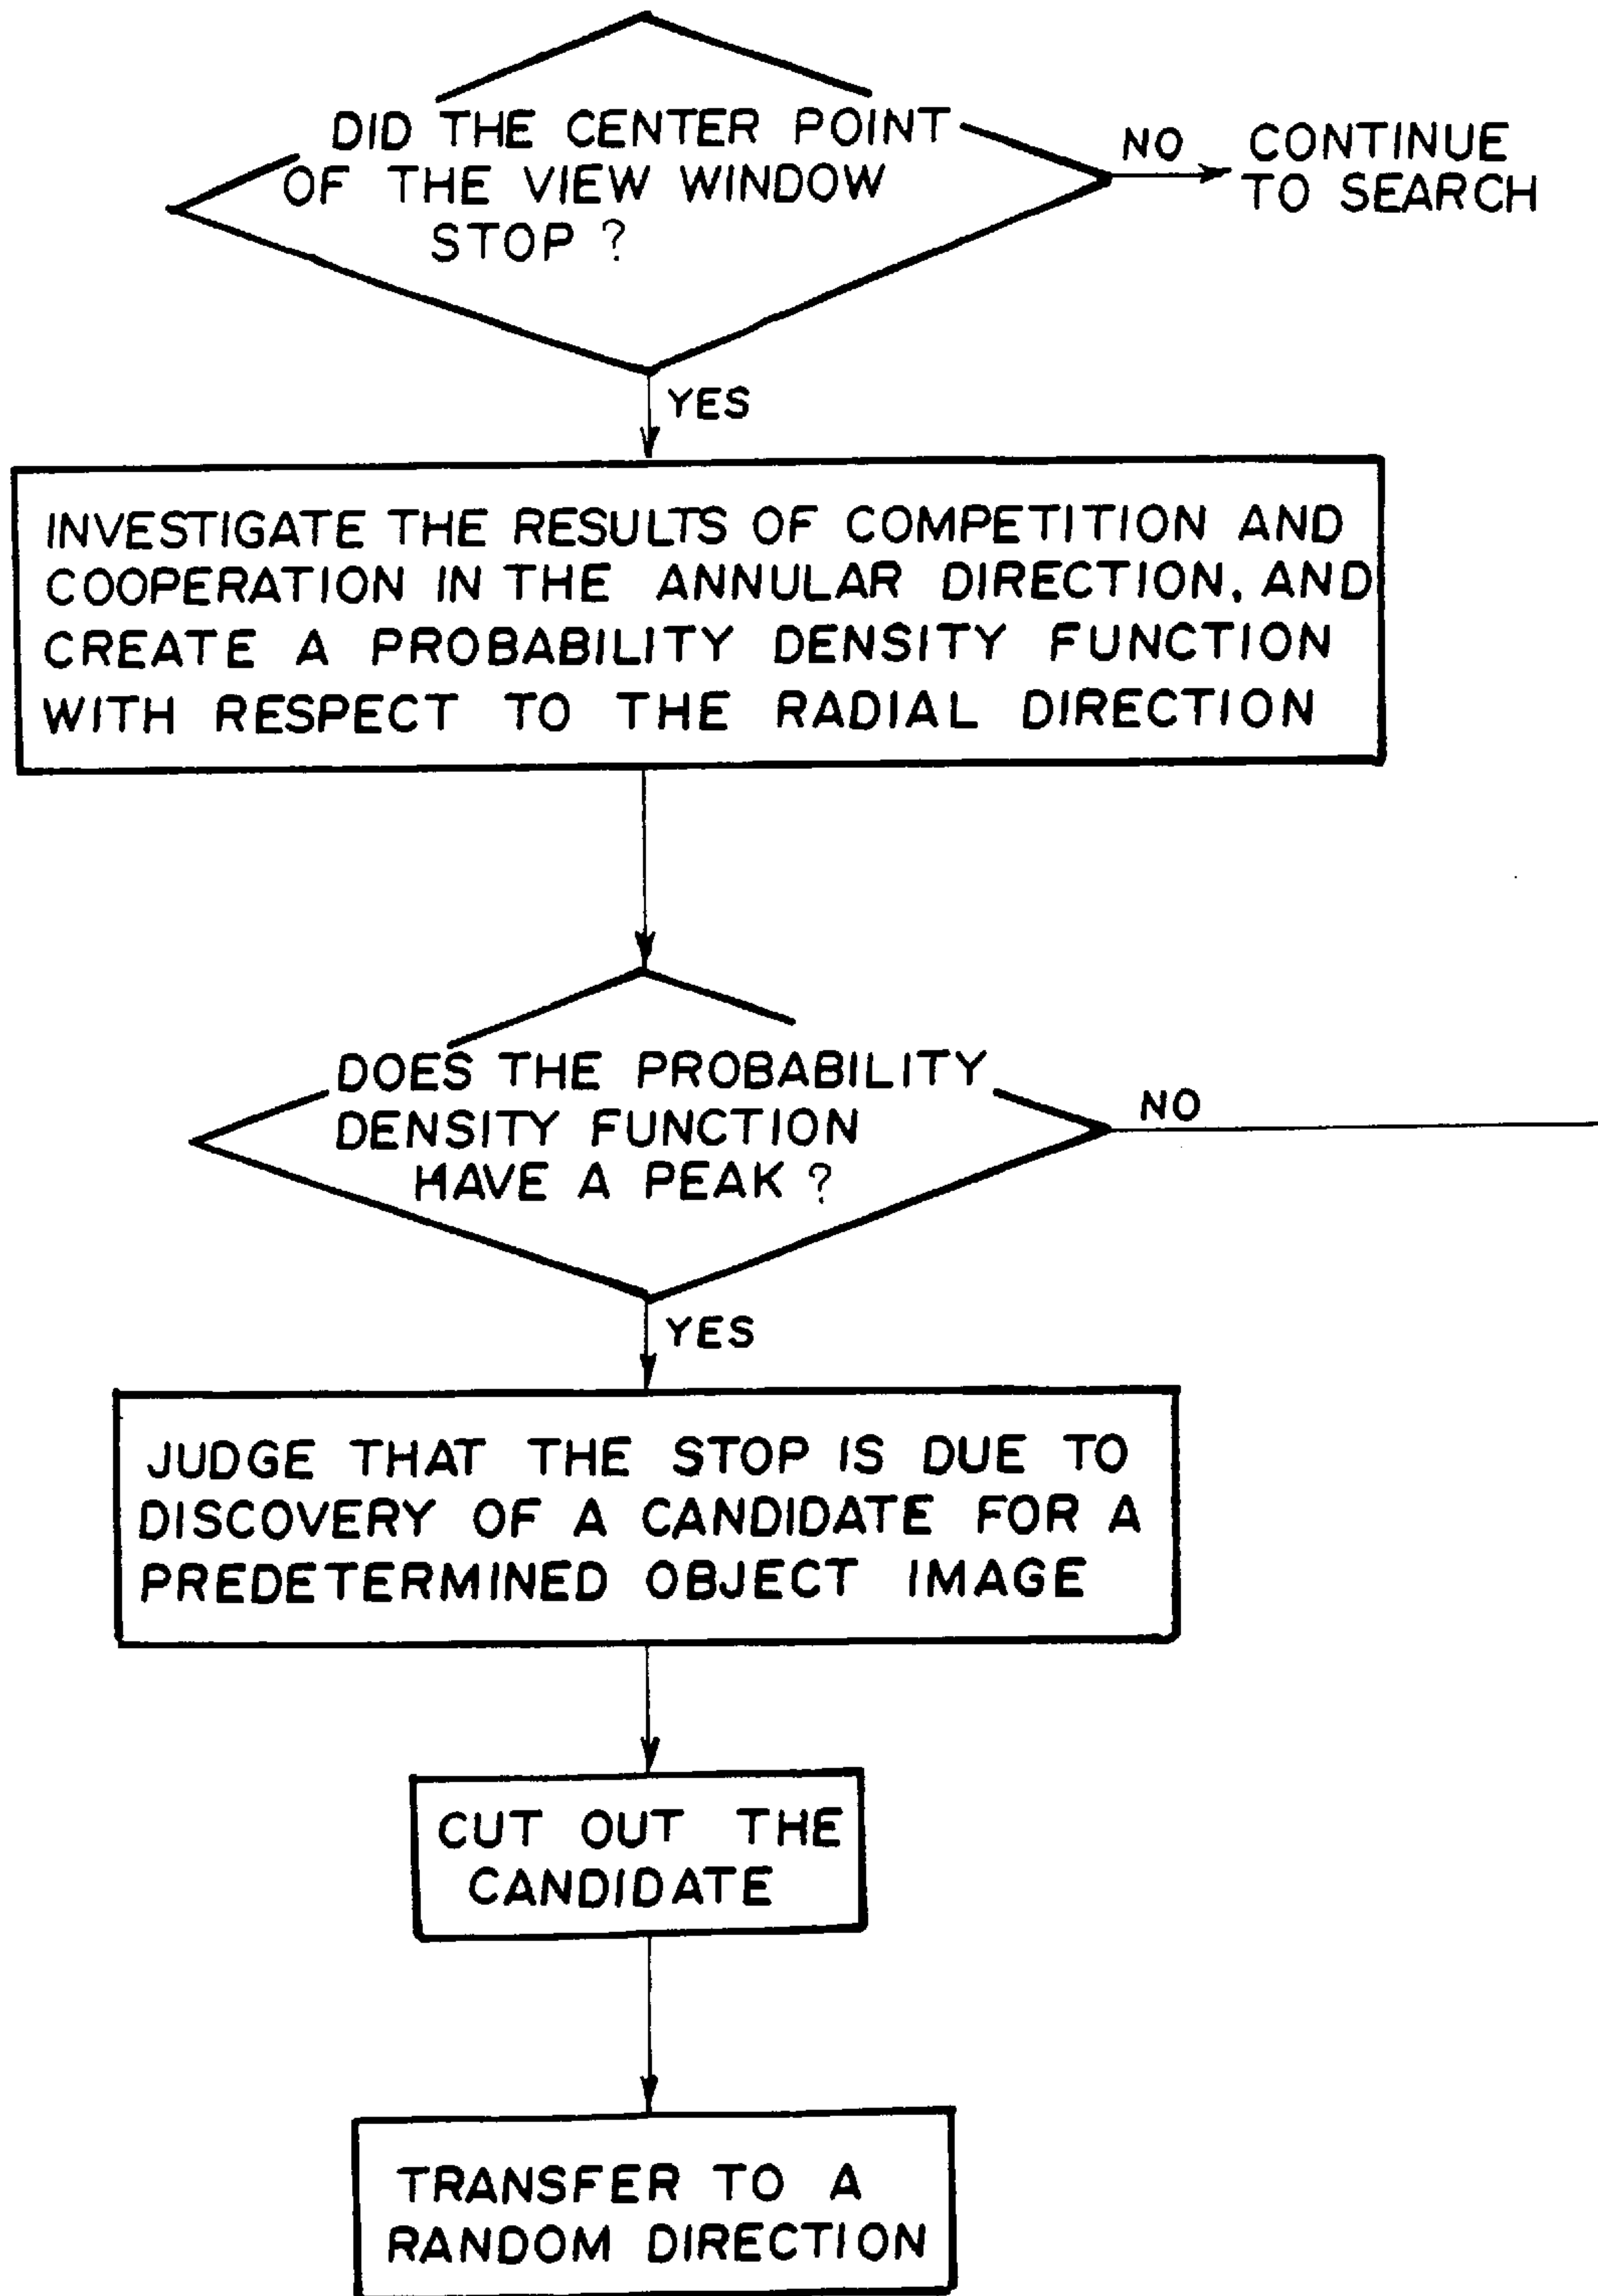 DID THE CENTER POINT
OF THE VIEW WINDOW
STOP ?
NO
CONTINUE
TO SEARCH
YES
INVESTIGATE THE RESULTS OF COMPETITION AND
COOPERATION IN THE ANNULAR DIRECTION, AND
CREATE A PROBABILITY DENSITY FUNCTION
WITH RESPECT TO THE RADIAL DIRECTION
DOES THE PROBABILITY
DENSITY FUNCTION
HAVE A PEAK ?
NO
YES
JUDGE THAT THE STOP IS DUE TO
DISCOVERY OF A CANDIDATE FOR A
PREDETERMINED OBJECT IMAGE
CUT OUT THE
CANDIDATE
TRANSFER TO A
RANDOM DIRECTION